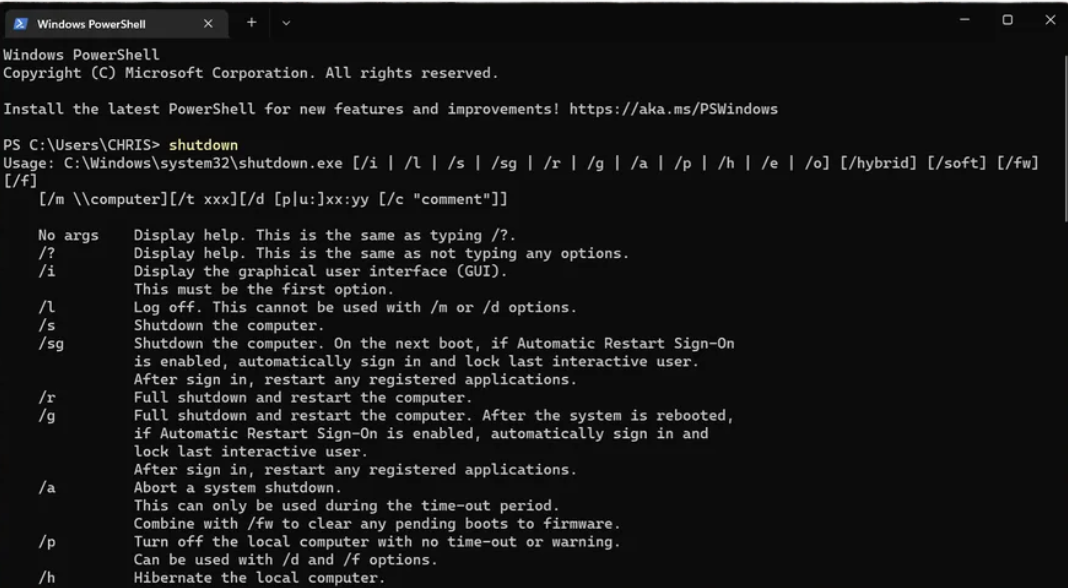 Windows PowerShell
Windows PowerShell
Copyright (C) Microsoft Corporation. All rights reserved.
Install the latest PowerShell for new features and improvements! https://aka.ms/PSWindows
PS C:\Users\CHRIS> shutdown
Usage: C:\Windows\system32\shutdown.exe [/i | /l | /s | /sg | /r | /g | /a | /p | /h | /e | /o] [/hybrid] [/soft] [/fw]
[/f]
[/m \\computer][/t xxx][/d [p|u:]xx:yy [/c "comment"]]
No args    Display help. This is the same as typing /?.
/?         Display help. This is the same as not typing any options.
/i         Display the graphical user interface (GUI).
           This must be the first option.
/l         Log off. This cannot be used with /m or /d options.
/s         Shutdown the computer.
/sg        Shutdown the computer. On the next boot, if Automatic Restart Sign-On
           is enabled, automatically sign in and lock last interactive user.
           After sign in, restart any registered applications.
/r         Full shutdown and restart the computer.
/g         Full shutdown and restart the computer. After the system is rebooted,
           if Automatic Restart Sign-On is enabled, automatically sign in and
           lock last interactive user.
           After sign in, restart any registered applications.
/a         Abort a system shutdown.
           This can only be used during the time-out period.
           Combine with /fw to clear any pending boots to firmware.
/p         Turn off the local computer with no time-out or warning.
           Can be used with /d and /f options.
/h         Hibernate the local computer.